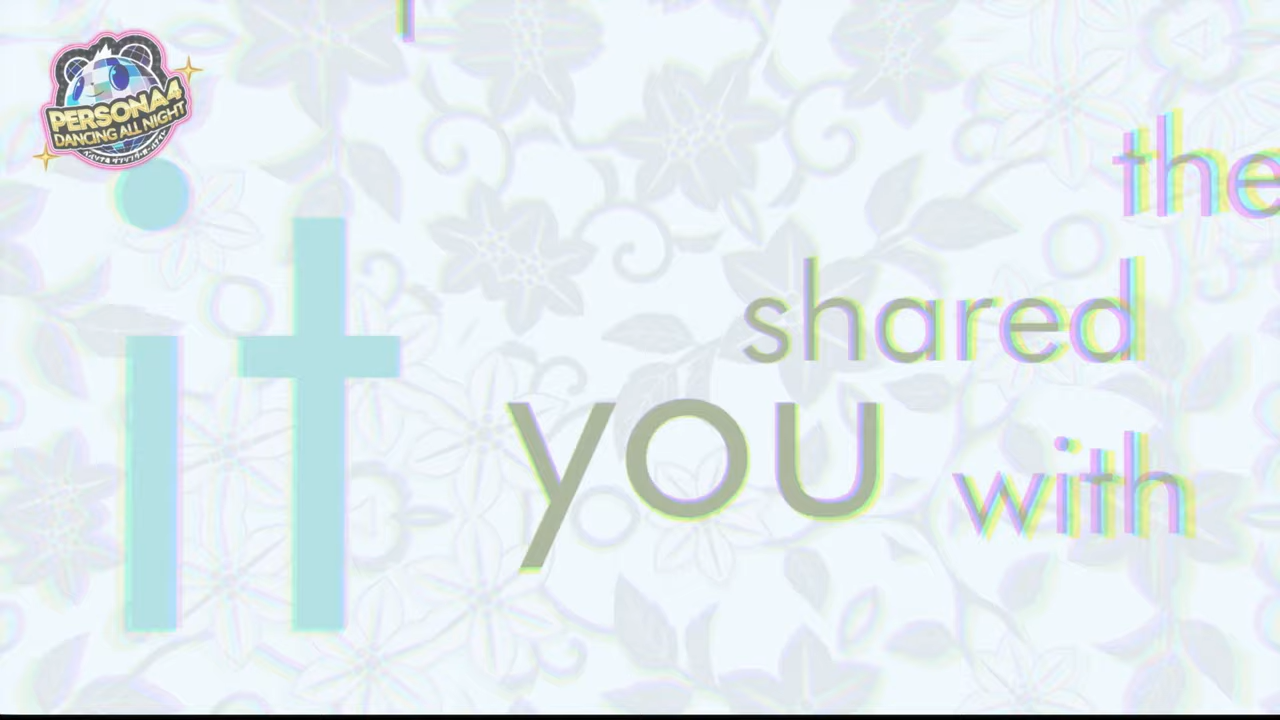 PERSONA4
DANCING ALL NIGHT
it
the
shared
you
with